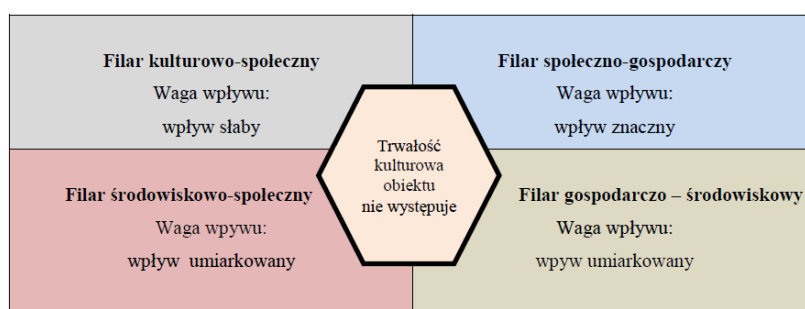 Filar kulturowo-społeczny
Waga wpływu:
wpływ słaby
Filar społeczno-gospodarczy
Waga wpływu:
wpływ znaczny
Trwałość
kulturowa
obiektu
nie występuje
Filar środowiskowo-społeczny
Waga wpywu:
wpływ umiarkowany
Filar gospodarczo – środowiskowy
Waga wpływu:
wpyw umiarkowany